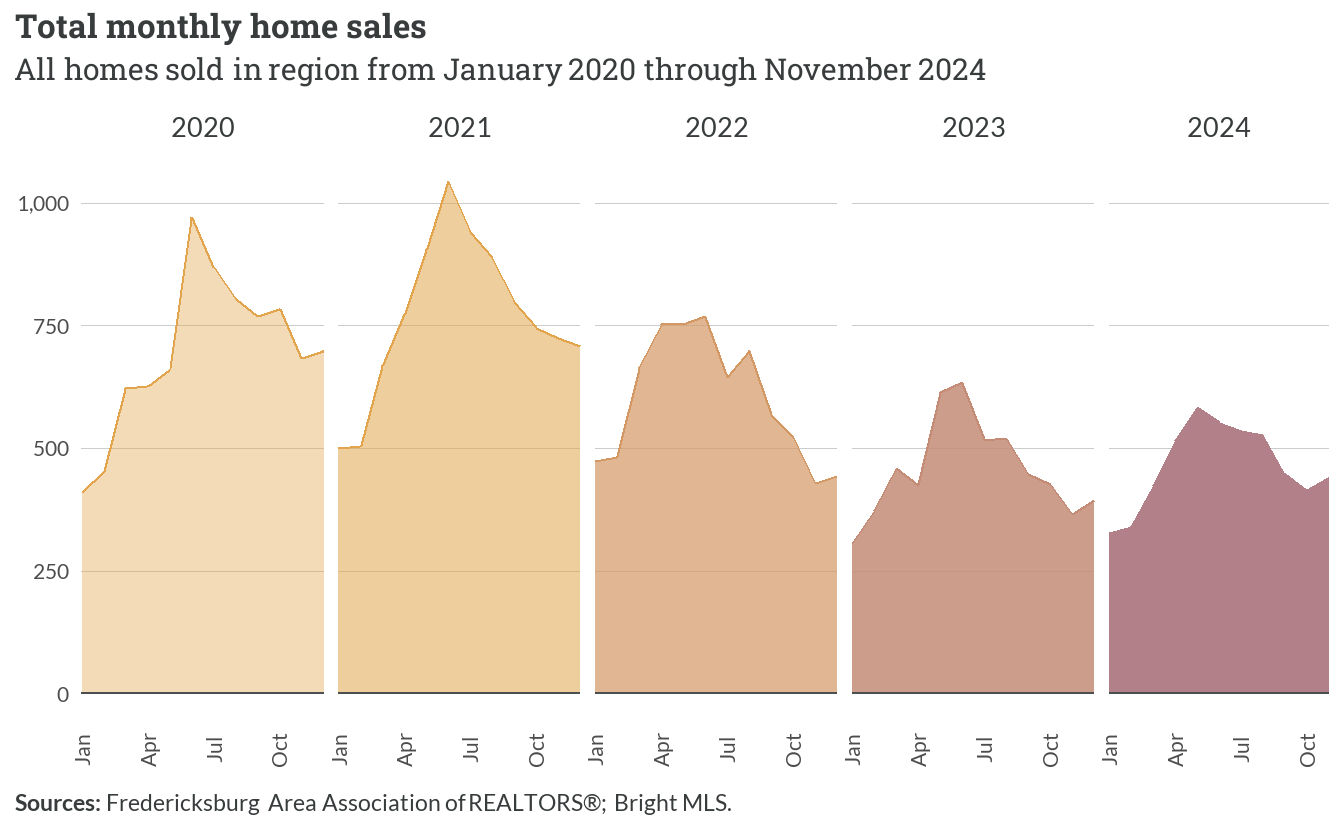 Total monthly home sales
All homes sold in region from January 2020 through November 2024
2020 2021 2022 2023 2024
1,000
750
500
250
0
Jan Apr Jul Oct Jan Apr Jul Oct Jan Apr Jul Oct Jan Apr Jul Oct Jan Apr Jul Oct
Sources: Fredericksburg Area Association of REALTORS®; Bright MLS.